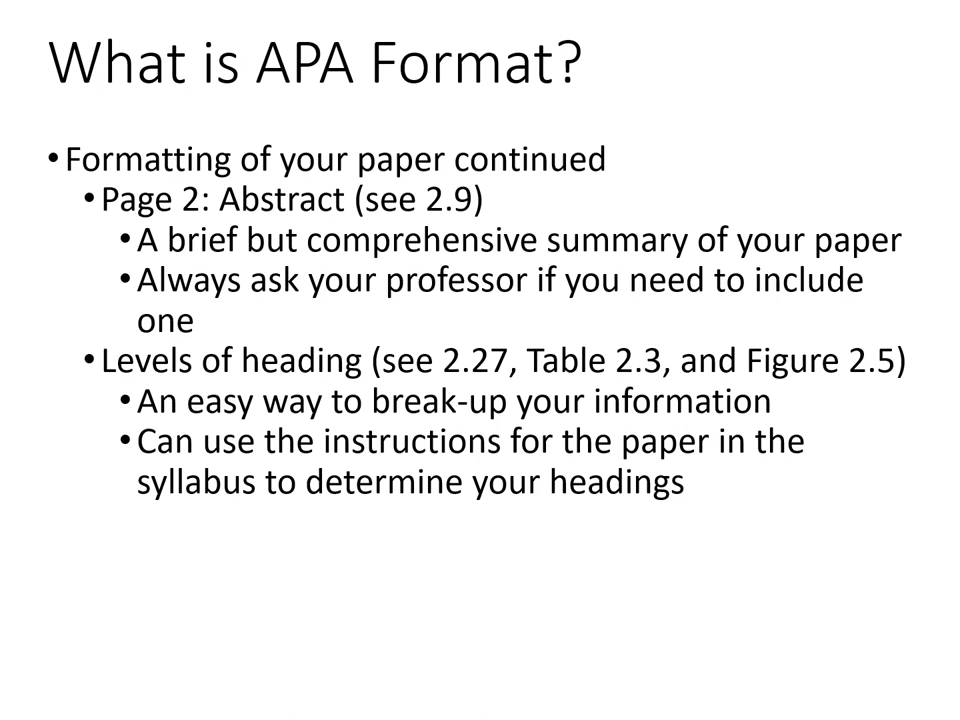 What is APA Format?
• Formatting of your paper continued
• Page 2: Abstract (see 2.9)
• A brief but comprehensive summary of your paper
• Always ask your professor if you need to include
one
• Levels of heading (see 2.27, Table 2.3, and Figure 2.5)
• An easy way to break-up your information
• Can use the instructions for the paper in the
syllabus to determine your headings